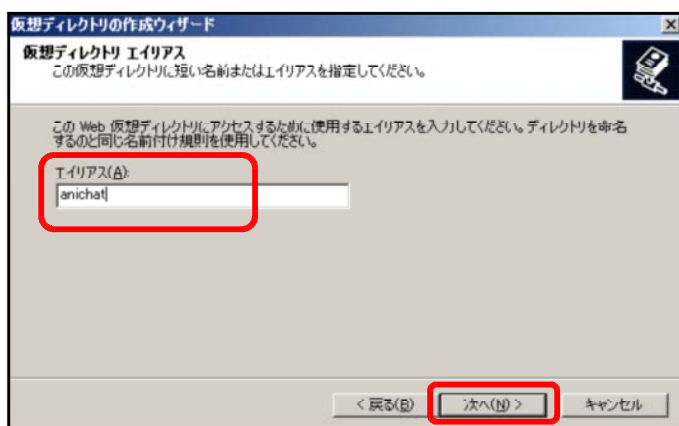 仮想ディレクトリの作成ウィザード
仮想ディレクトリ エイリアス
この仮想ディレクトリに短い名前またはエイリアスを指定してください。
この Web 仮想ディレクトリにアクセスするために使用するエイリアスを入力してください。ディレクトリを命名
するのと同じ名前付け規則を使用してください。
エイリアス(A):
anichat
< 戻る(B)
次へ(N) >
キャンセル